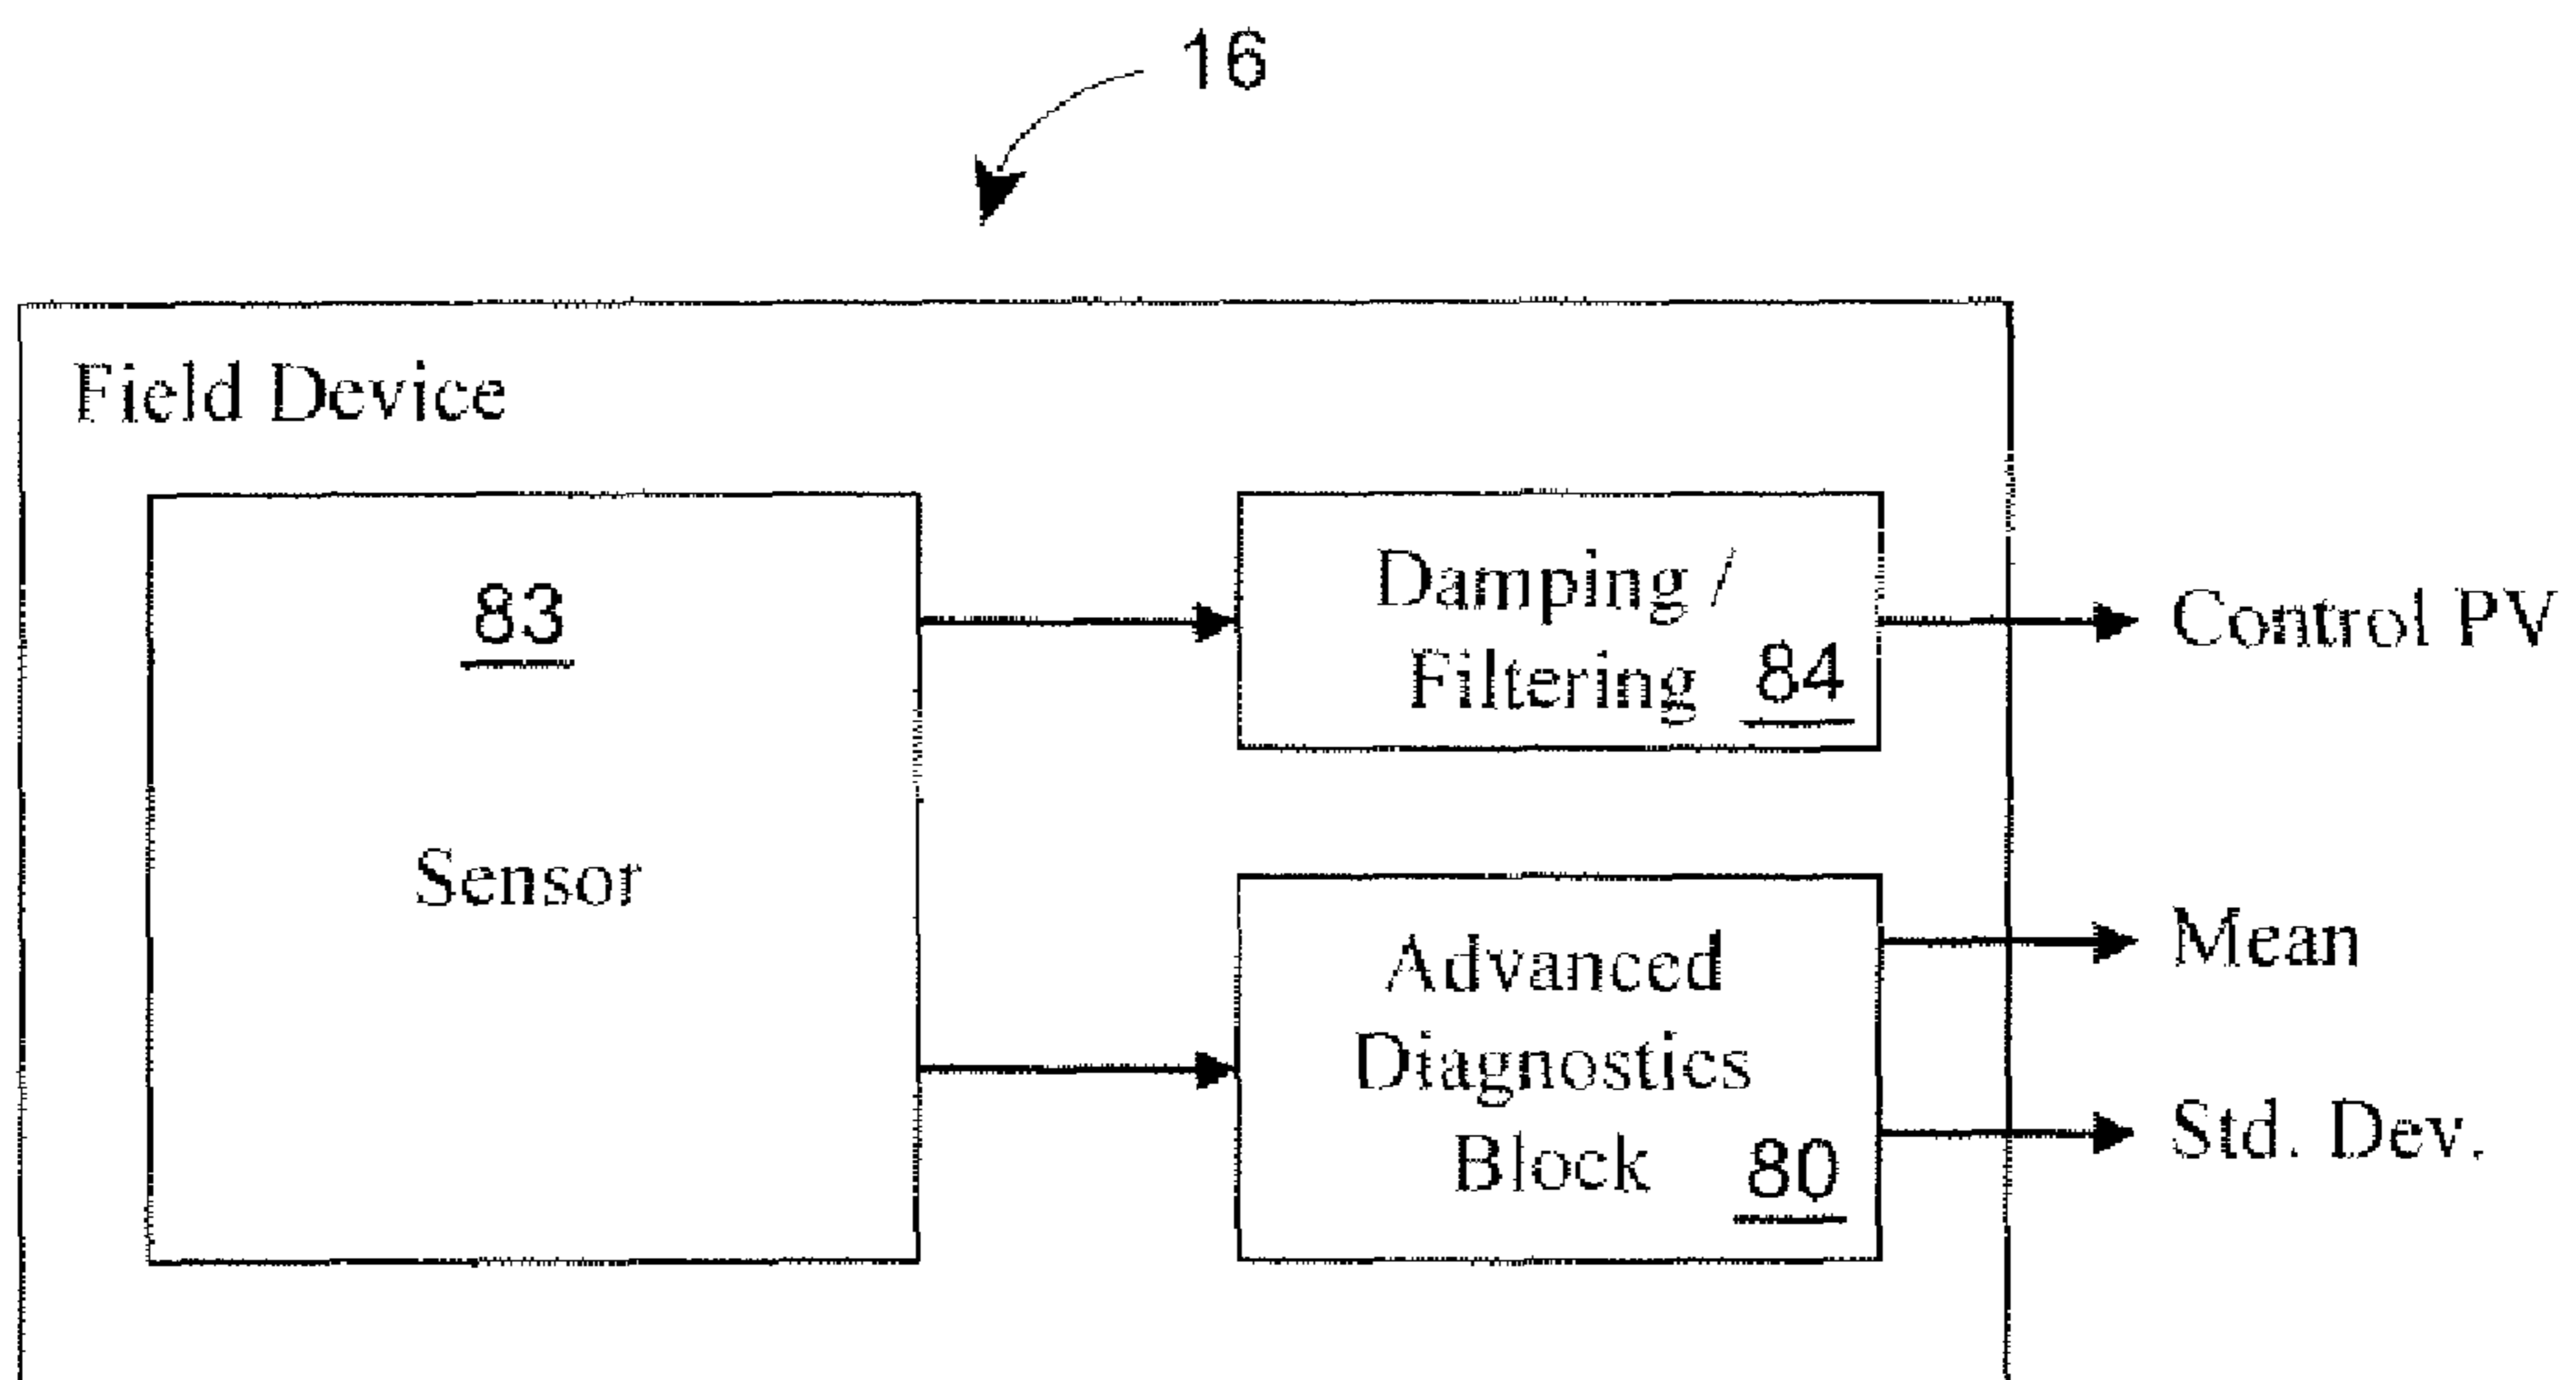 16
Field Device
83
Sensor
Damping /
Filtering 84
Control PV
Advanced
Diagnostics
Block 80
Mean
Std. Dev.